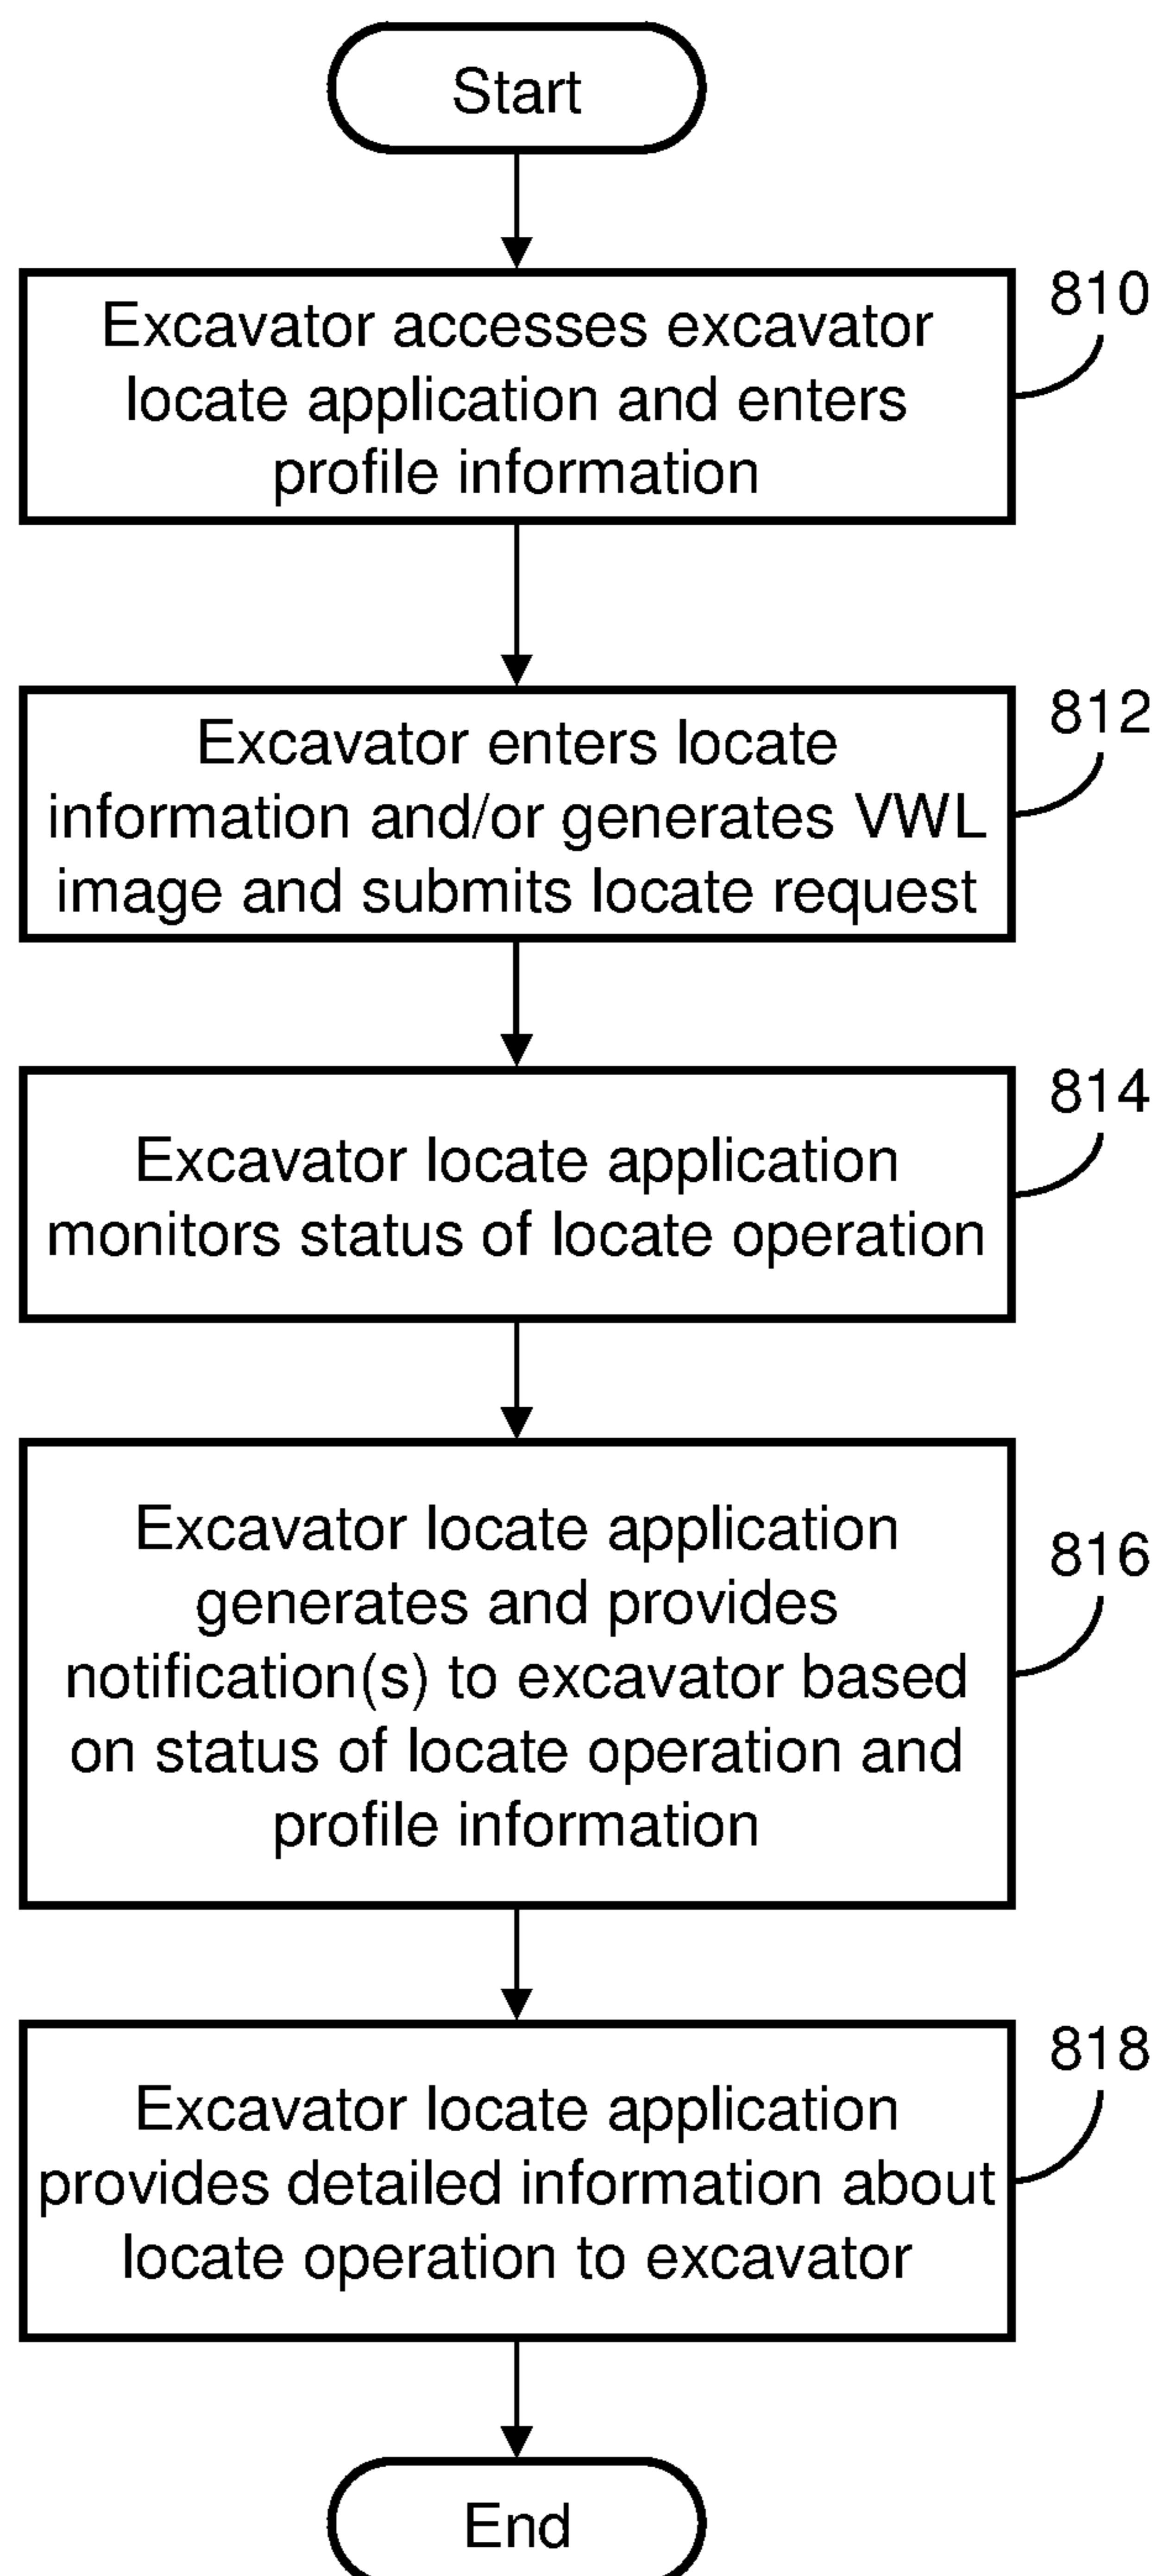 Start
810
Excavator accesses excavator
locate application and enters
profile information
812
Excavator enters locate
information and/or generates VWL
image and submits locate request
814
Excavator locate application
monitors status of locate operation
816
Excavator locate application
generates and provides
notification(s) to excavator based
on status of locate operation and
profile information
818
Excavator locate application
provides detailed information about
locate operation to excavator
End